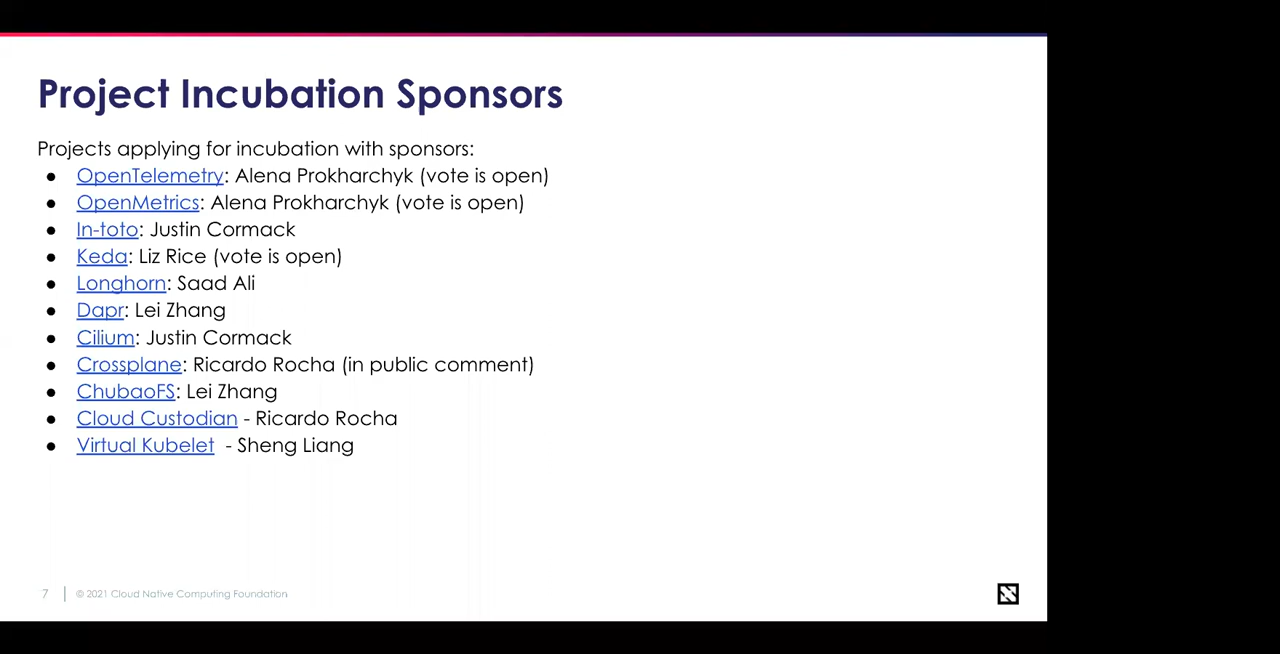 Project Incubation Sponsors
Projects applying for incubation with sponsors:
● OpenTelemetry: Alena Prokharchyk (vote is open)
● OpenMetrics: Alena Prokharchyk (vote is open)
● In-toto: Justin Cormack
● Keda: Liz Rice (vote is open)
● Longhorn: Saad Ali
● Dapr: Lei Zhang
● Cilium: Justin Cormack
● Crossplane: Ricardo Rocha (in public comment)
● ChubaoFS: Lei Zhang
● Cloud Custodian - Ricardo Rocha
● Virtual Kubelet - Sheng Liang
7 | © 2021 Cloud Native Computing Foundation